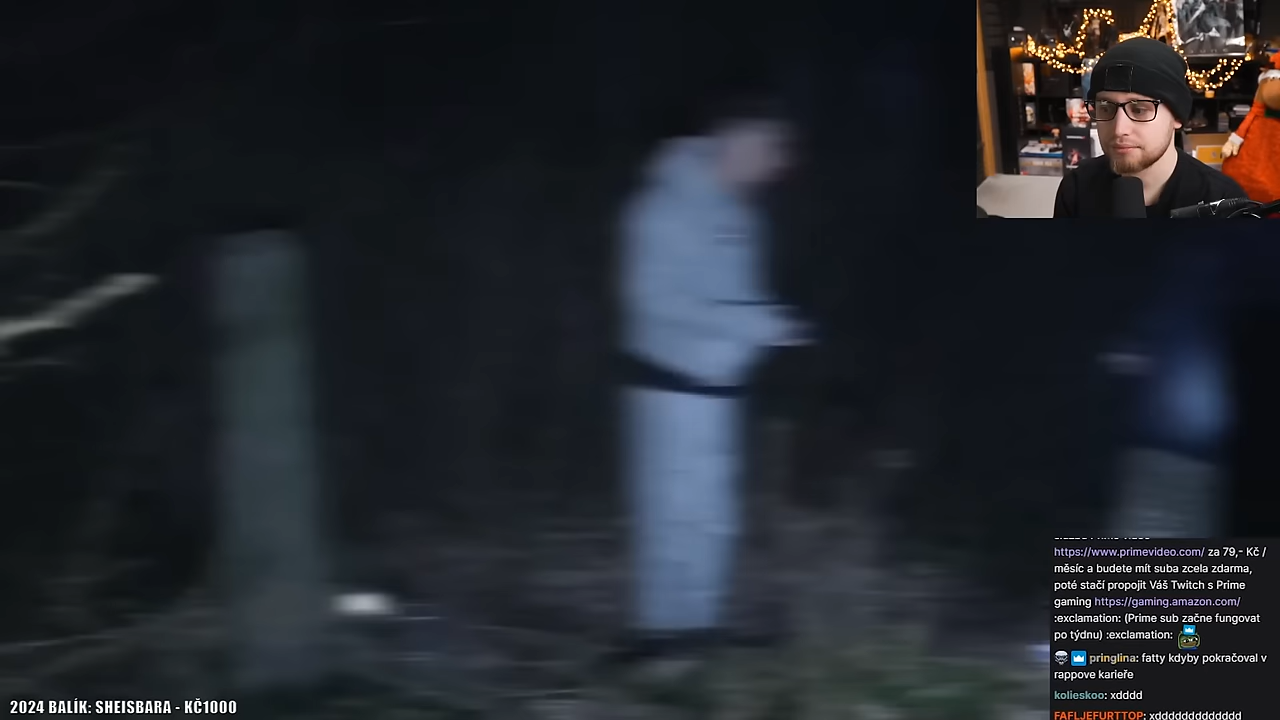 https://www.primevideo.com/ za 79,- Kč /
měsíc a budete mít suba zcela zdarma,
poté stačí propojit Váš Twitch s Prime
gaming https://gaming.amazon.com/
:exclamation: (Prime sub začne fungovat
po týdnu) :exclamation:
pringlina: fatty kdyby pokračoval v
rappove karieře
kolieskoo: xdddd
FAFLJEFURTTOP: xddddddddddddd
2024 BALÍK: SHEISBARA - KČ1000